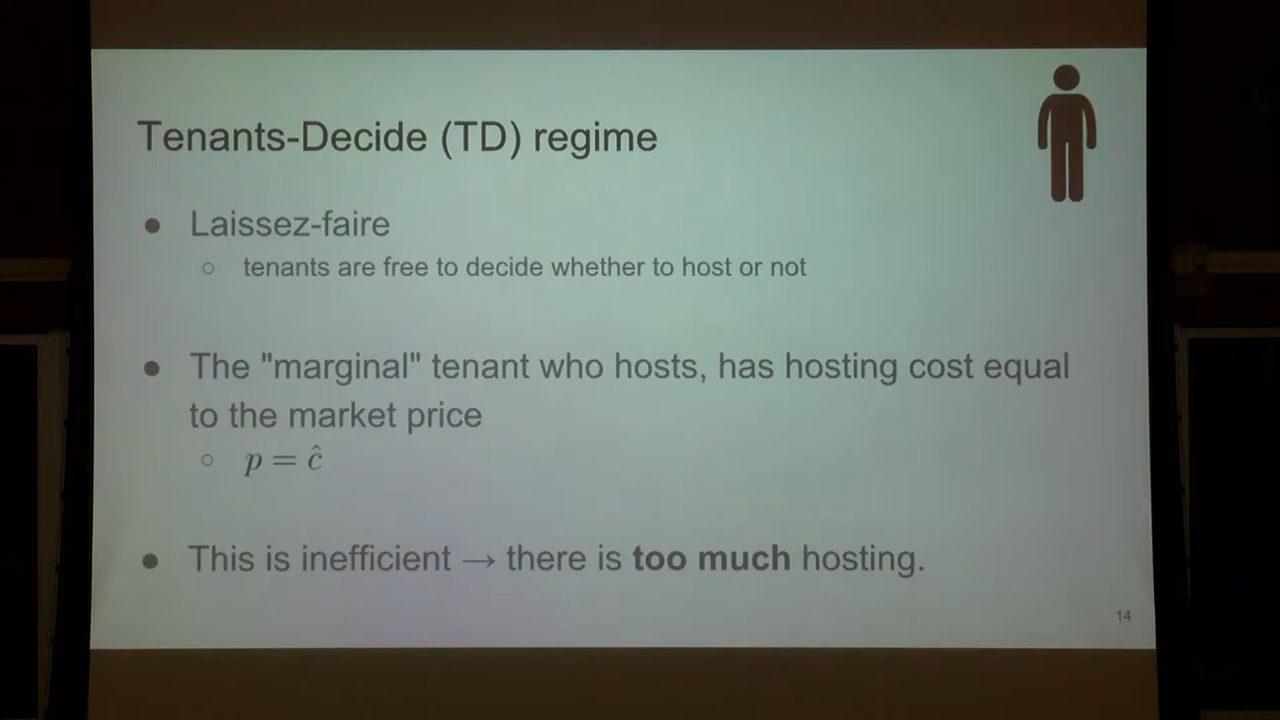 Tenants-Decide (TD) regime
● Laissez-faire
○ tenants are free to decide whether to host or not
● The "marginal" tenant who hosts, has hosting cost equal
to the market price
○ p = ĉ
● This is inefficient → there is too much hosting.
14